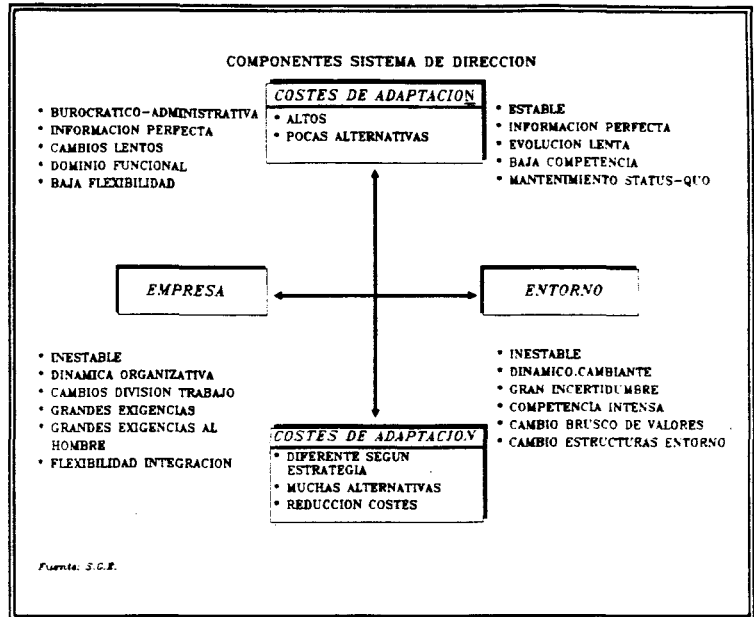 COMPONENTES SISTEMA DE DIRECCION
• BUROCRATICO-ADMINISTRATIVA
• INFORMACION PERFECTA
• CAMBIOS LENTOS
• DOMINIO FUNCIONAL
• BAJA FLEXIBILIDAD
COSTES DE ADAPTACION
• ALTOS
• POCAS ALTERNATIVAS
• ESTABLE
• INFORMACION PERFECTA
• EVOLUCION LENTA
• BAJA COMPETENCIA
• MANTENIMIENTO STATUS-QUO
EMPRESA
ENTORNO
• INESTABLE
• DINAMICA ORGANIZATIVA
• CAMBIOS DIVISION TRABAJO
• GRANDES EXIGENCIAS
• GRANDES EXIGENCIAS AL
HOMBRE
• FLEXIBILIDAD INTEGRACION
COSTES DE ADAPTACION
• DIFERENTE SEGUN
ESTRATEGIA
• MUCHAS ALTERNATIVAS
• REDUCCION COSTES
• INESTABLE
• DINAMICO.CAMBIANTE
• GRAN INCERTIDUMBRE
• COMPETENCIA INTENSA
• CAMBIO BRUSCO DE VALORES
• CAMBIO ESTRUCTURAS ENTORNO
Fuente: S.G.E.